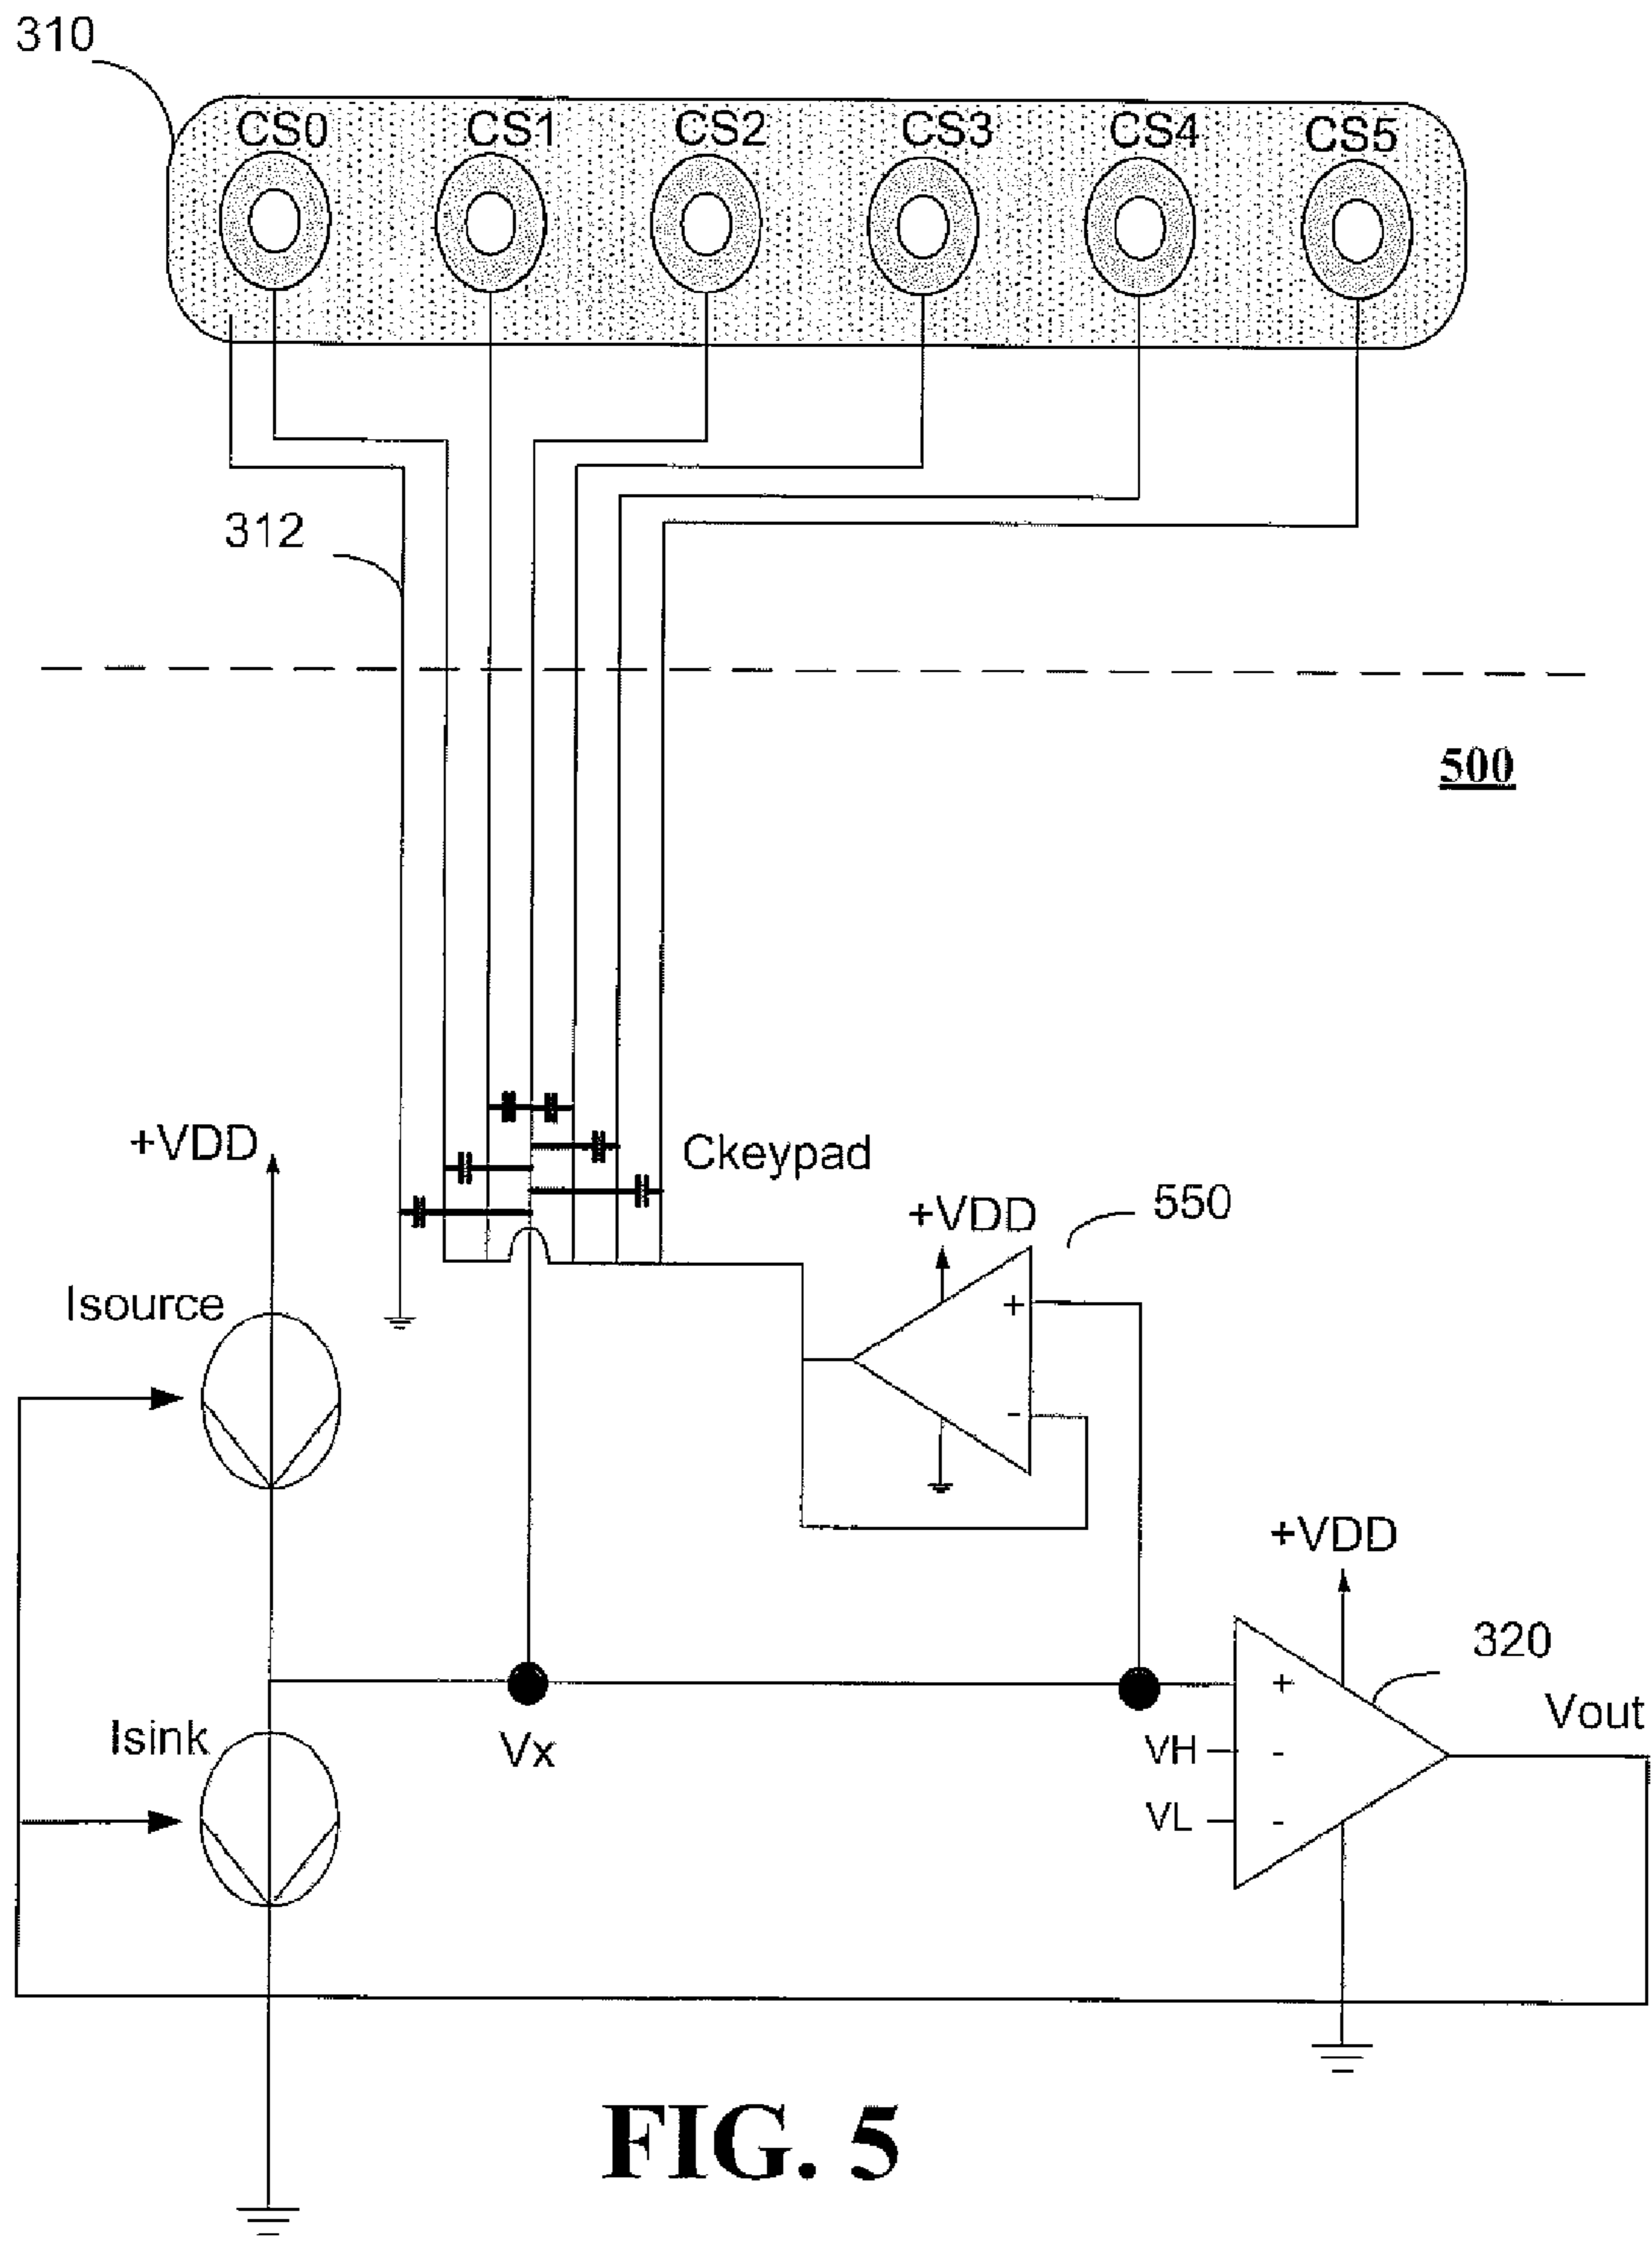 310
CS0 CS1 CS2 CS3 CS4 CS5
312
500
+VDD
Ckeypad
550
+VDD
Isource
+
-
+VDD
320
Isink
Vx
+
Vout
VH
-
VL
-
FIG. 5